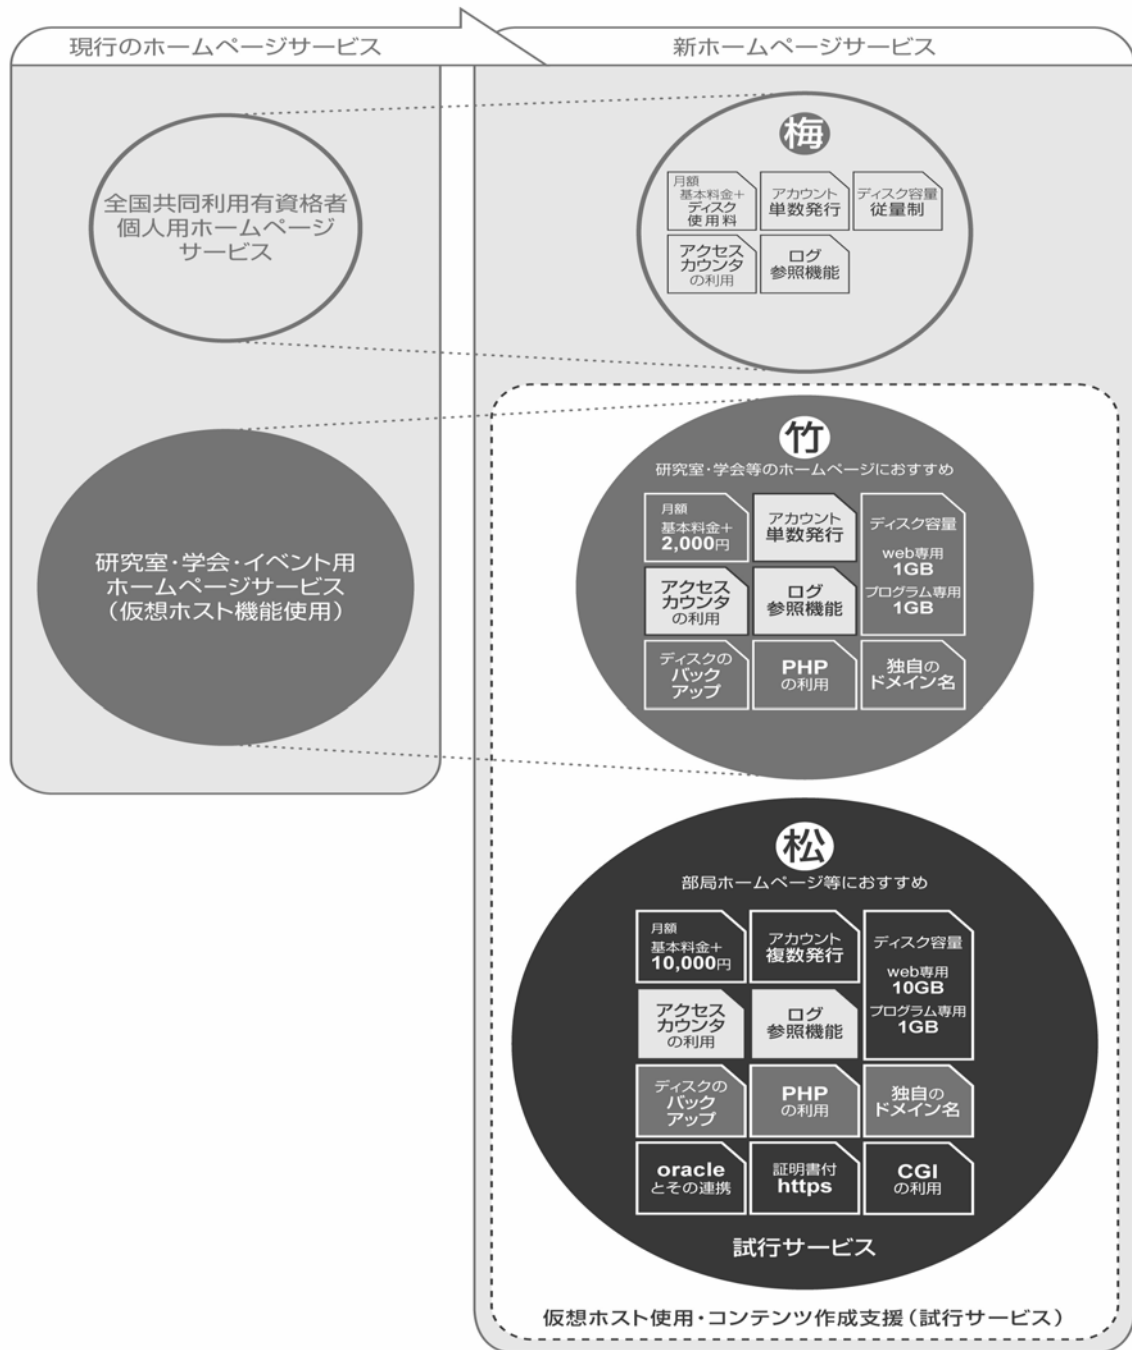 現行のホームページサービス
新ホームページサービス
全国共同利用有資格者
個人用ホームページ
サービス
研究室・学会・イベント用
ホームページサービス
（仮想ホスト機能使用）
梅
月額
基本料金＋
ディスク
使用料
アカウント
単数発行
ディスク容量
従量制
アクセス
カウンタ
の利用
ログ
参照機能
竹
研究室・学会等のホームページにおすすめ
月額
基本料金＋
2,000円
アカウント
単数発行
ディスク容量
web専用
1GB
プログラム専用
1GB
アクセス
カウンタ
の利用
ログ
参照機能
ディスクの
バック
アップ
PHP
の利用
独自の
ドメイン名
松
部局ホームページ等におすすめ
月額
基本料金＋
10,000円
アカウント
複数発行
ディスク容量
web専用
10GB
プログラム専用
1GB
アクセス
カウンタ
の利用
ログ
参照機能
ディスクの
バック
アップ
PHP
の利用
独自の
ドメイン名
oracle
とその連携
証明書付
https
CGI
の利用
試行サービス
仮想ホスト使用・コンテンツ作成支援（試行サービス）